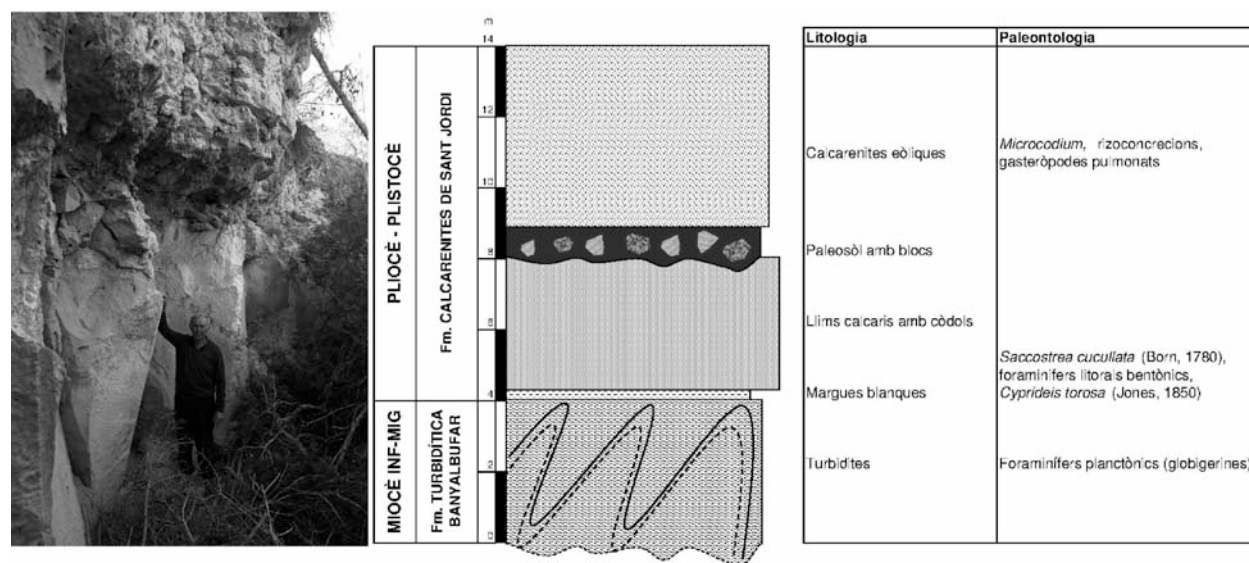 m
14
12
10
8
6
4
2
0
PLIOCÈ - PLISTOCÈ
MIOCÈ INF-MIG
Fm. CALCARENITES DE SANT JORDI
Fm. TURBIDÍTICA
BANYALBUFAR
Litologia
Paleontologia
Calcarenites eòliques
Microcodium, rizoconcrecions,
gasteròpodes pulmonats
Paleosòl amb blocs
Llims calcaris amb còdols
Margues blanques
Saccostrea cucullata (Born, 1780),
foraminífers litorals bentònics,
Cyprideis torosa (Jones, 1850)
Turbidites
Foraminífers planctònics (globigerines)